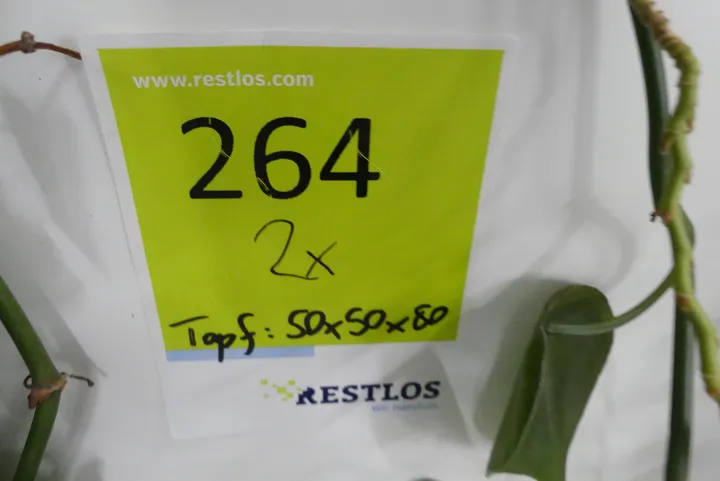 www.restlos.com
264
2x
Topf: 50x50x80
RESTLOS